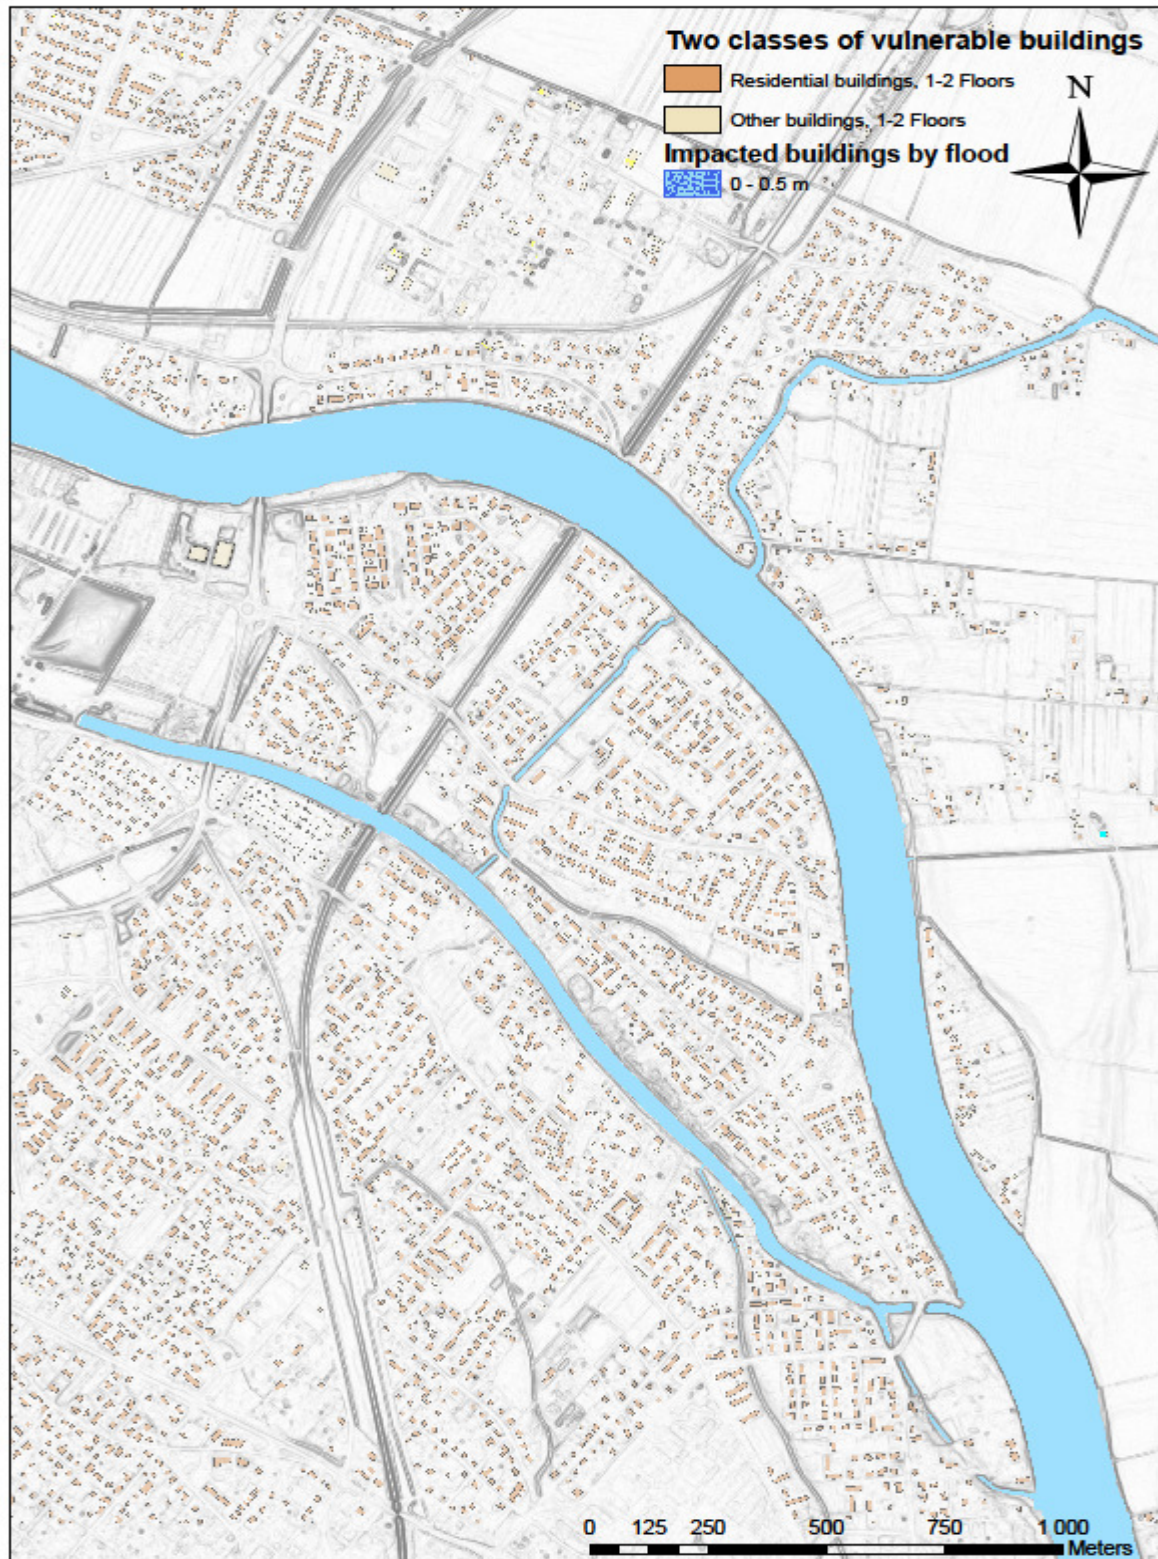 Two classes of vulnerable buildings
Residential buildings, 1-2 Floors
Other buildings, 1-2 Floors
Impacted buildings by flood
0 - 0.5 m
N
0 125 250 500 750 1 000
Meters